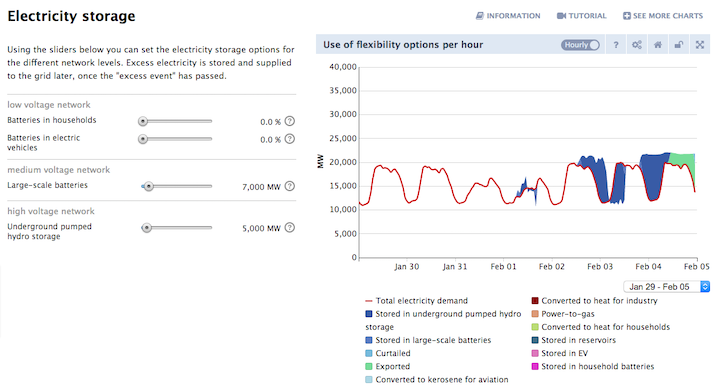 Electricity storage
INFORMATION
TUTORIAL
SEE MORE CHARTS
Using the sliders below you can set the electricity storage options for
the different network levels. Excess electricity is stored and supplied
to the grid later, once the "excess event" has passed.
low voltage network
Batteries in households
0.0 % ?
Batteries in electric
vehicles
0.0 % ?
medium voltage network
Large-scale batteries
7,000 MW ?
high voltage network
Underground pumped
hydro storage
5,000 MW ?
Use of flexibility options per hour
Hourly
?
40,000
35,000
30,000
25,000
20,000
15,000
10,000
5,000
0
MW
Jan 30
Jan 31
Feb 01
Feb 02
Feb 03
Feb 04
Feb 05
Jan 29 - Feb 05
Total electricity demand
Stored in underground pumped hydro
storage
Stored in large-scale batteries
Curtailed
Exported
Converted to kerosene for aviation
Converted to heat for industry
Power-to-gas
Converted to heat for households
Stored in reservoirs
Stored in EV
Stored in household batteries